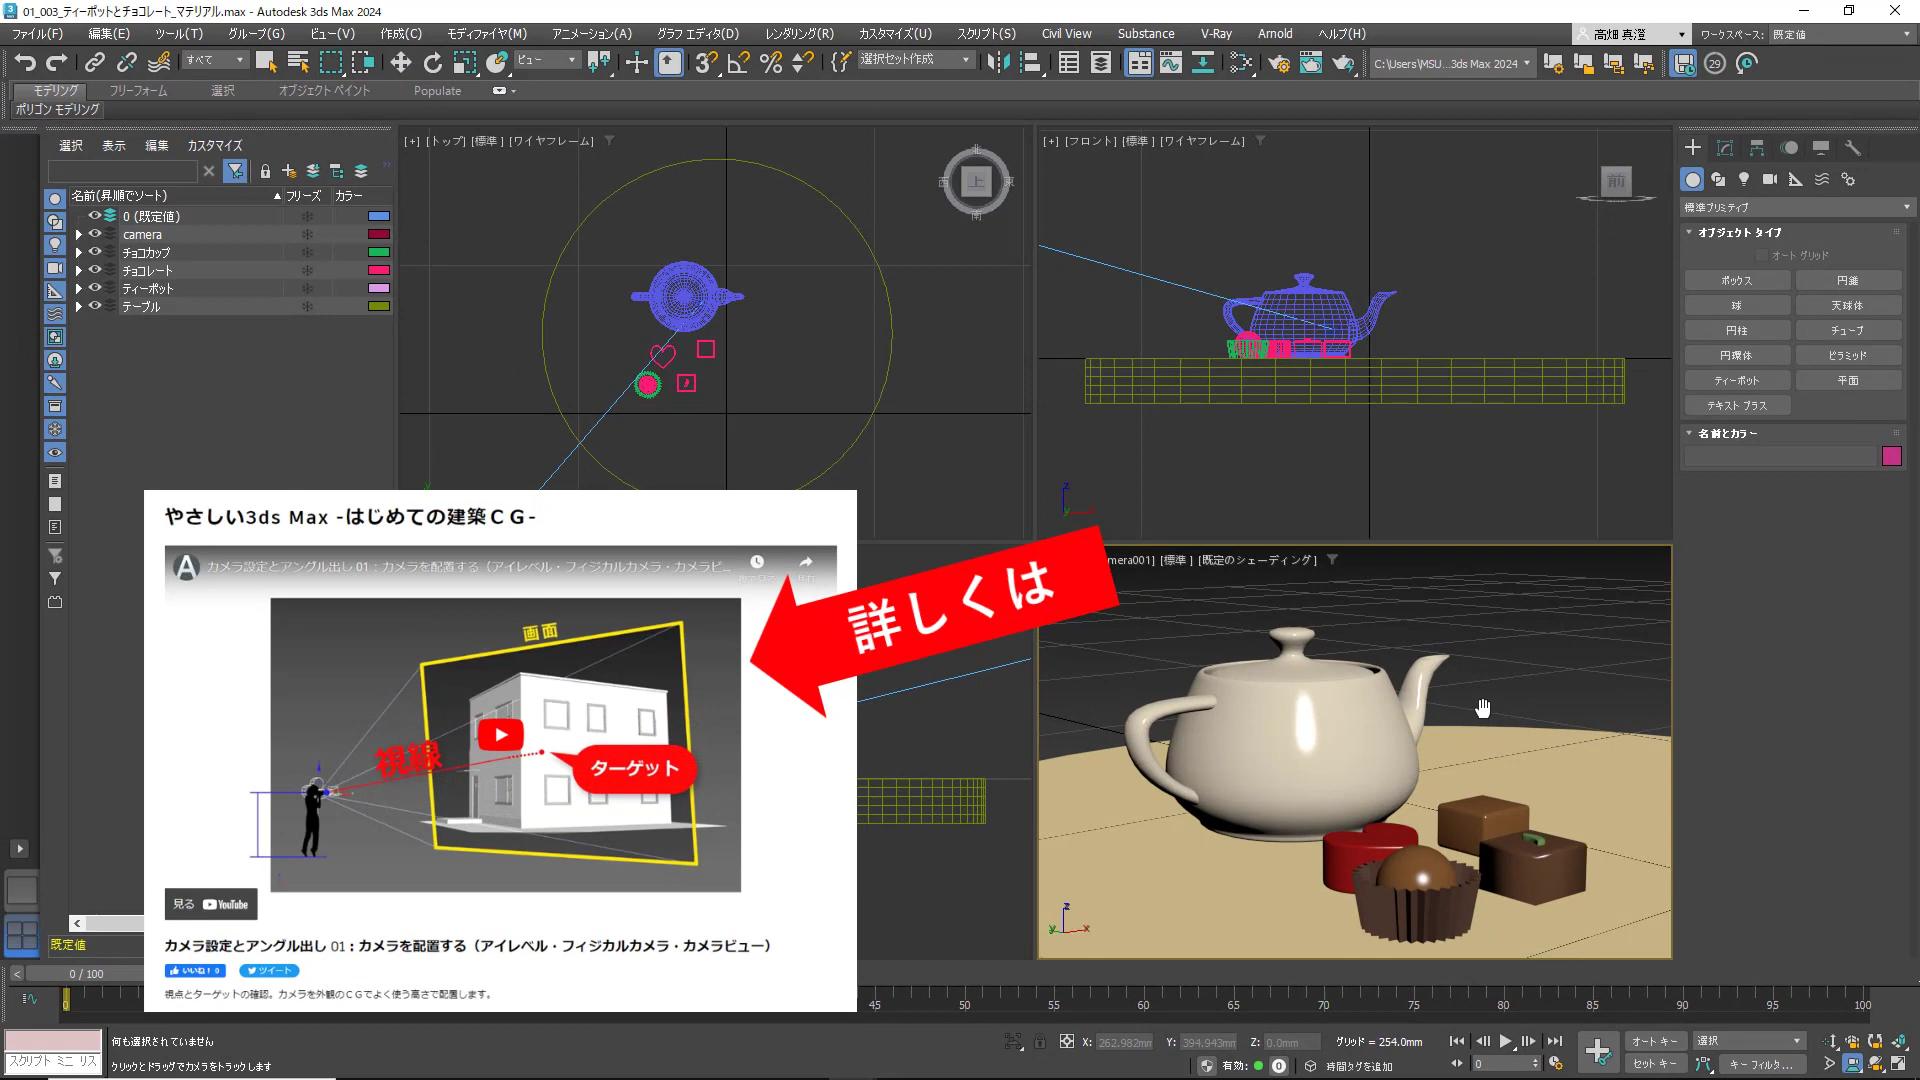 01_003_ティーポットとチョコレート_マテリアル.max - Autodesk 3ds Max 2024
ファイル(F) 編集(E) ツール(T) グループ(G) ビュー(V) 作成(C) モディファイヤ(M) アニメーション(A) グラフ エディタ(D) レンダリング(R) カスタマイズ(U) スクリプト(S) Civil View Substance V-Ray Arnold ヘルプ(H)
高畑 真澄 ワークスペース: 既定値
すべて ビュー 選択セット作成 C:\Users\MSU...3ds Max 2024 29
モデリング フリーフォーム 選択 オブジェクト ペイント Populate
ポリゴン モデリング
選択 表示 編集 カスタマイズ
名前(昇順でソート) フリーズ カラー
0 (既定値)
camera
チョコカップ
チョコレート
ティーポット
テーブル
[+] [トップ] [標準 ] [ワイヤフレーム]
北
西 上 東
南
[+] [フロント] [標準 ] [ワイヤフレーム]
前
標準プリミティブ
オブジェクト タイプ
オート グリッド
ボックス 円錐
球 天球体
円柱 チューブ
円環体 ピラミッド
ティーポット 平面
テキスト プラス
名前とカラー
やさしい3ds Max -はじめての建築CG-
A カメラ設定とアングル出し 01：カメラを配置する（アイレベル・フィジカルカメラ・カメラビ...
画面
視線
ターゲット
見る YouTube
カメラ設定とアングル出し 01：カメラを配置する（アイレベル・フィジカルカメラ・カメラビュー）
いいね！ 0 ツイート
視点とターゲットの確認。カメラを外観のCGでよく使う高さで配置します。
詳しくは
mera001] [標準 ] [既定のシェーディング]
z
y x
既定値
0 / 100
0 45 50 55 60 65 70 75 80 85 90 95 100
何も選択されていません
スクリプト ミニ リス
クリックとドラッグでカメラをトラックします
X: 262.982mm Y: 394.943mm Z: 0.0mm グリッド = 254.0mm
有効: 0 時間タグを追加
0
オート キー 選択
セット キー キー フィルタ...